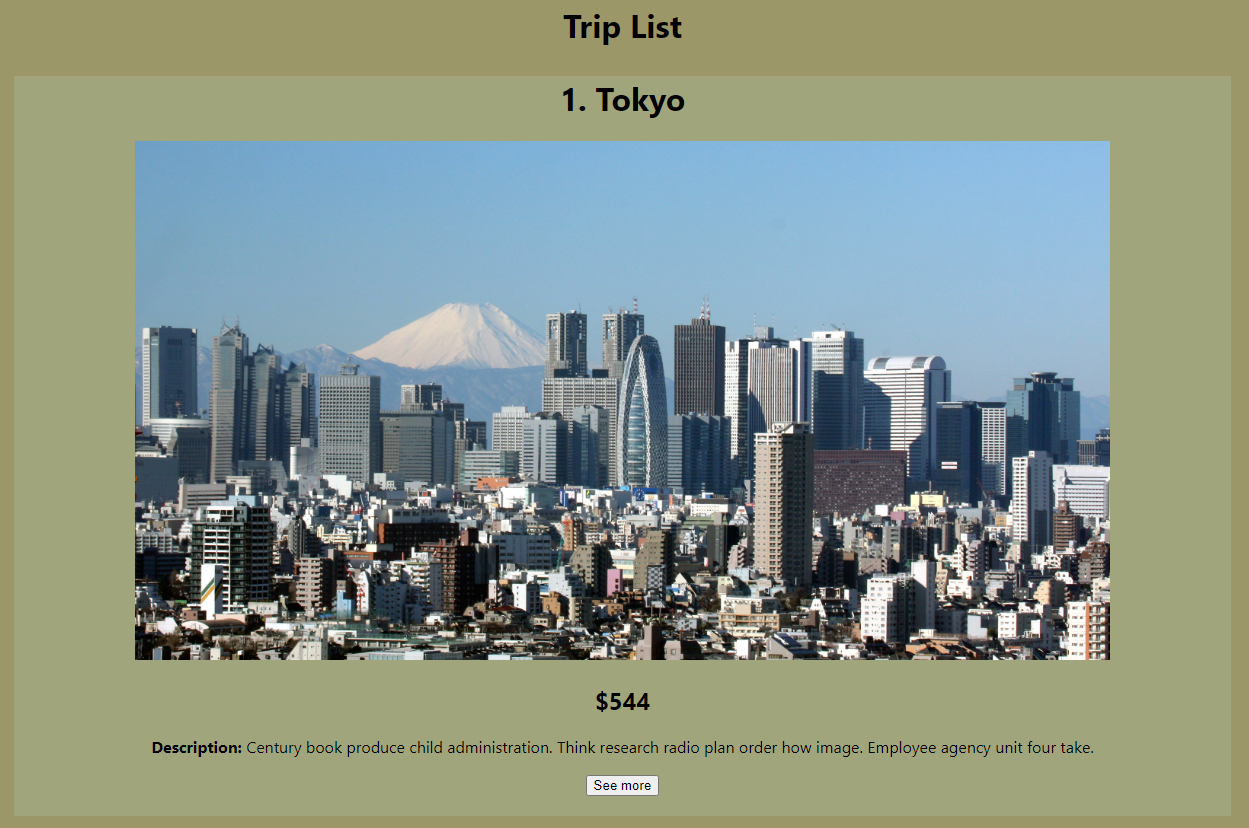 Trip List
1. Tokyo
$544
Description: Century book produce child administration. Think research radio plan order how image. Employee agency unit four take.
See more